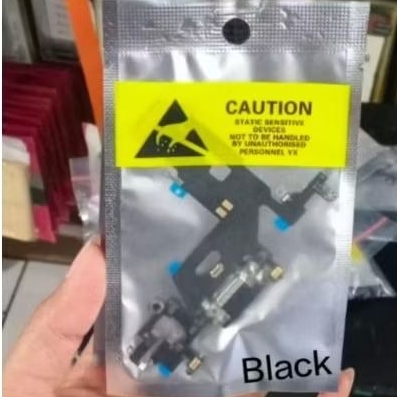 CAUTION
STATIC SENSITIVE
DEVICES
NOT TO BE HANDLED
BY UNAUTHORISED
PERSONNEL YX
Black